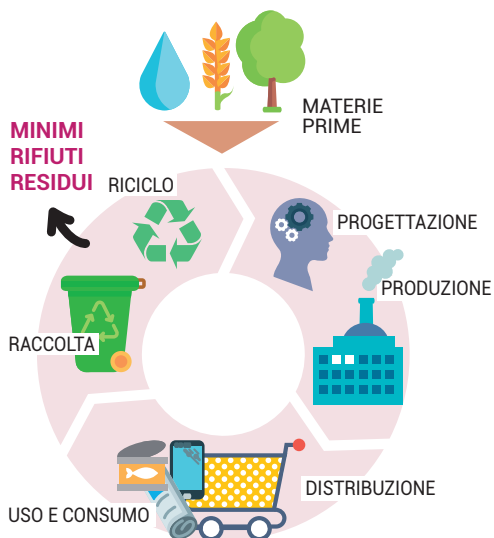 MATERIE
PRIME
MINIMI
RIFIUTI
RESIDUI
RICICLO
PROGETTAZIONE
PRODUZIONE
RACCOLTA
DISTRIBUZIONE
USO E CONSUMO